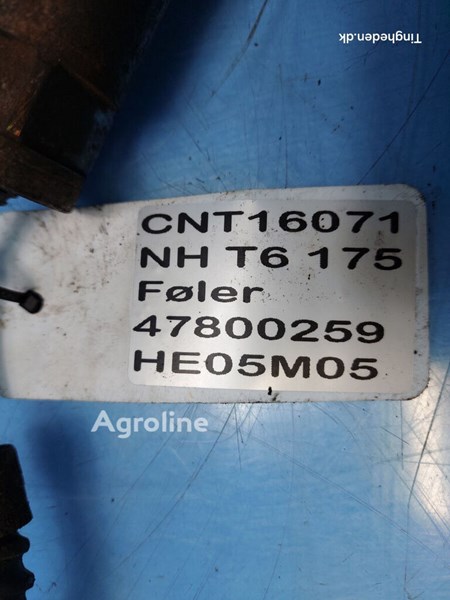 Tingheden.dk
CNT16071
NH T6 175
Føler
47800259
HE05M05
Agroline